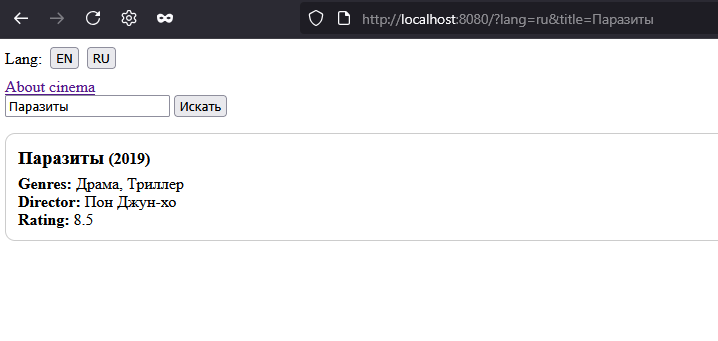 http://localhost:8080/?lang=ru&title=Паразиты
Lang: EN RU
About cinema
Паразиты Искать
Паразиты (2019)
Genres: Драма, Триллер
Director: Пон Джун-хо
Rating: 8.5